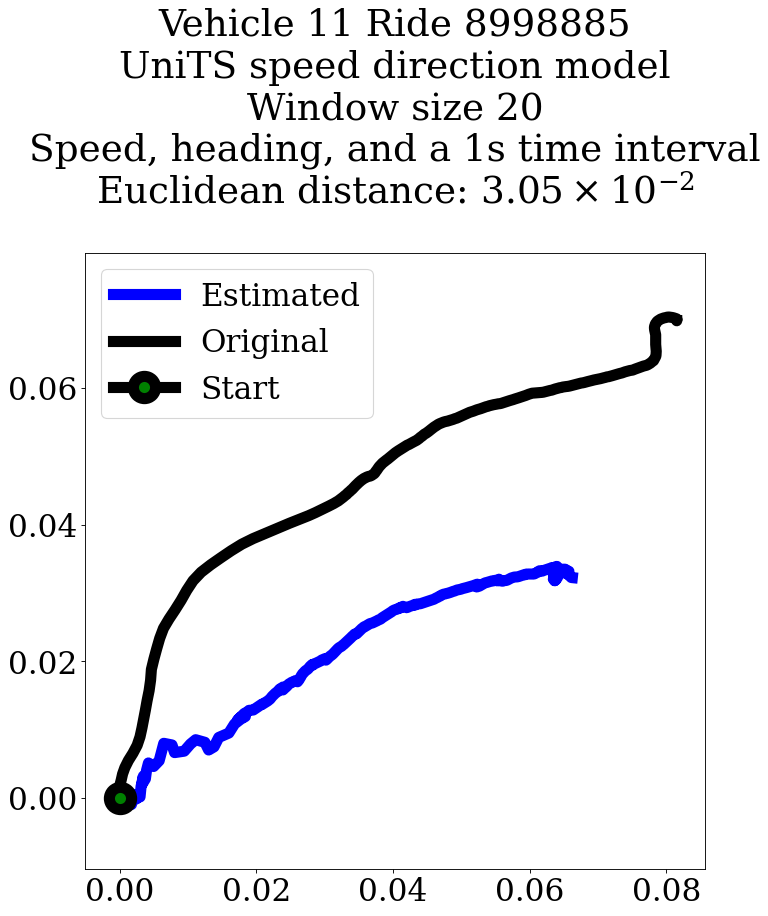 Vehicle 11 Ride 8998885
UniTS speed direction model
Window size 20
Speed, heading, and a 1s time interval
Euclidean distance: $3.05 \times 10^{-2}$
Estimated
Original
Start
0.06
0.04
0.02
0.00
0.00 0.02 0.04 0.06 0.08